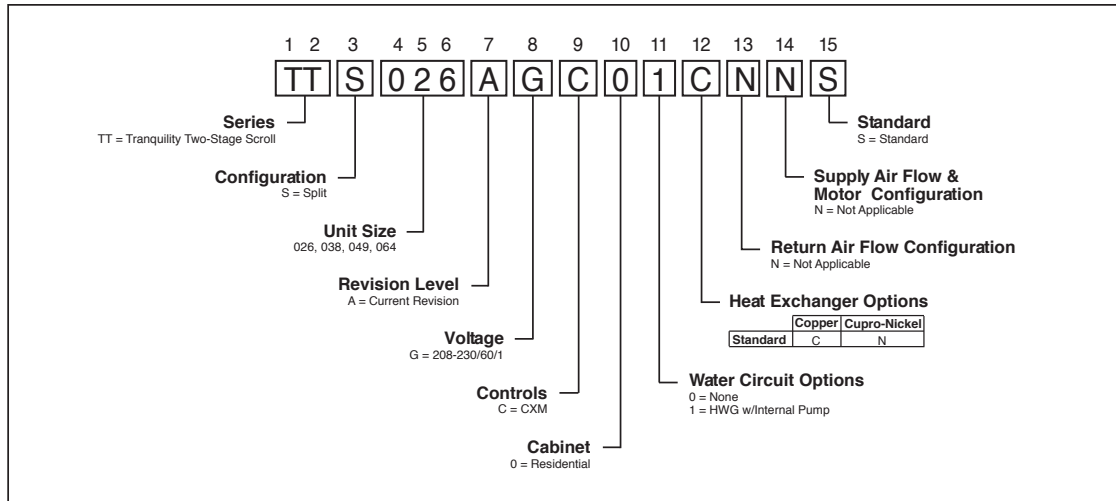 1 2 3 4 5 6 7 8 9 10 11 12 13 14 15
TT S 0 2 6 A G C 0 1 C N N S
Series
TT = Tranquility Two-Stage Scroll
Configuration
S = Split
Unit Size
026, 038, 049, 064
Revision Level
A = Current Revision
Voltage
G = 208-230/60/1
Controls
C = CXM
Cabinet
0 = Residential
Standard
S = Standard
Supply Air Flow &
Motor Configuration
N = Not Applicable
Return Air Flow Configuration
N = Not Applicable
Heat Exchanger Options
Copper Cupro-Nickel
Standard C N
Water Circuit Options
0 = None
1 = HWG w/Internal Pump